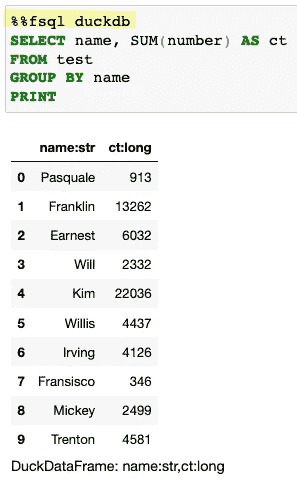 %%fsql duckdb
SELECT name, SUM(number) AS ct
FROM test
GROUP BY name
PRINT
name:str ct:long
0 Pasquale 913
1 Franklin 13262
2 Earnest 6032
3 Will 2332
4 Kim 22036
5 Willis 4437
6 Irving 4126
7 Fransisco 346
8 Mickey 2499
9 Trenton 4581
DuckDataFrame: name:str,ct:long